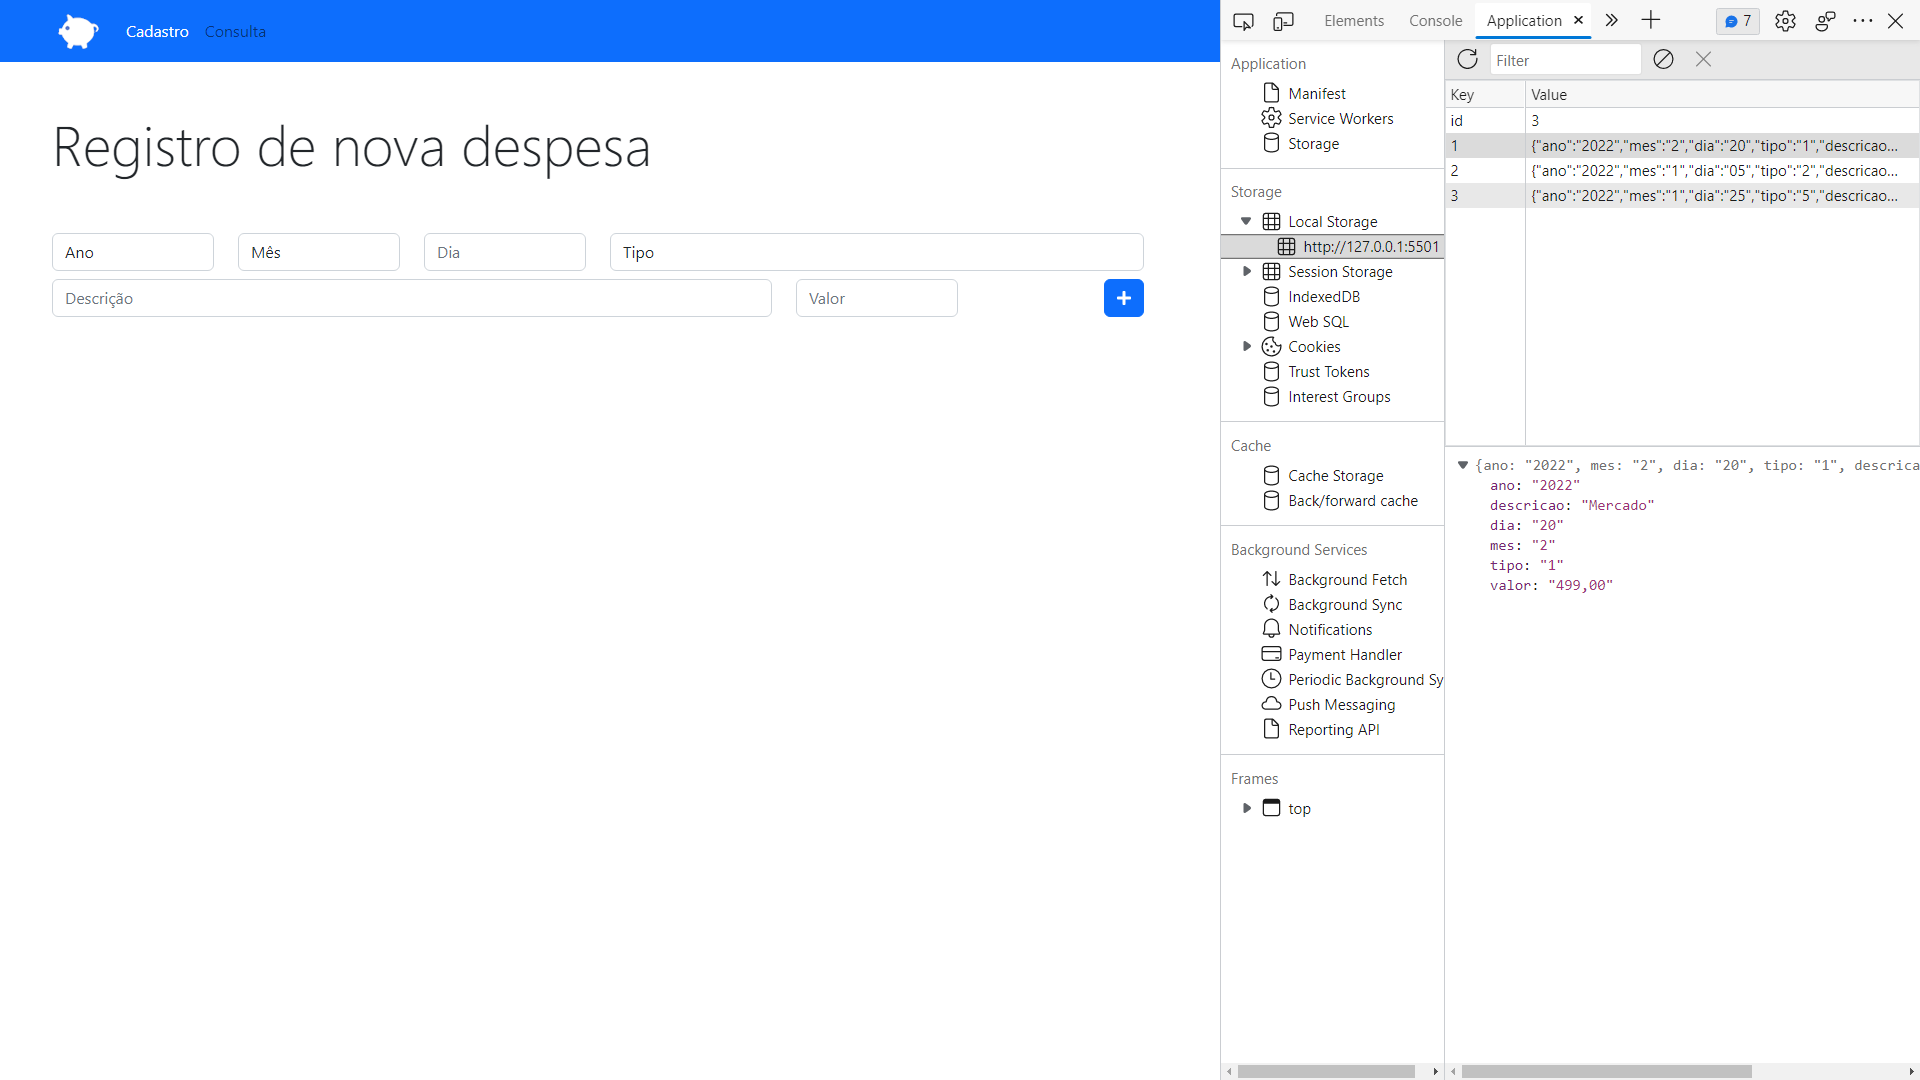 Cadastro Consulta
Registro de nova despesa
Ano Mês Dia Tipo
Descrição Valor
Elements Console Application 7
Application
Manifest
Service Workers
Storage
Storage
Local Storage
http://127.0.0.1:5501
Session Storage
IndexedDB
Web SQL
Cookies
Trust Tokens
Interest Groups
Cache
Cache Storage
Back/forward cache
Background Services
Background Fetch
Background Sync
Notifications
Payment Handler
Periodic Background Sy
Push Messaging
Reporting API
Frames
top
Filter
Key Value
id 3
1 {"ano":"2022","mes":"2","dia":"20","tipo":"1","descricao...
2 {"ano":"2022","mes":"1","dia":"05","tipo":"2","descricao...
3 {"ano":"2022","mes":"1","dia":"25","tipo":"5","descricao...
{ano: "2022", mes: "2", dia: "20", tipo: "1", descrica
ano: "2022"
descricao: "Mercado"
dia: "20"
mes: "2"
tipo: "1"
valor: "499,00"